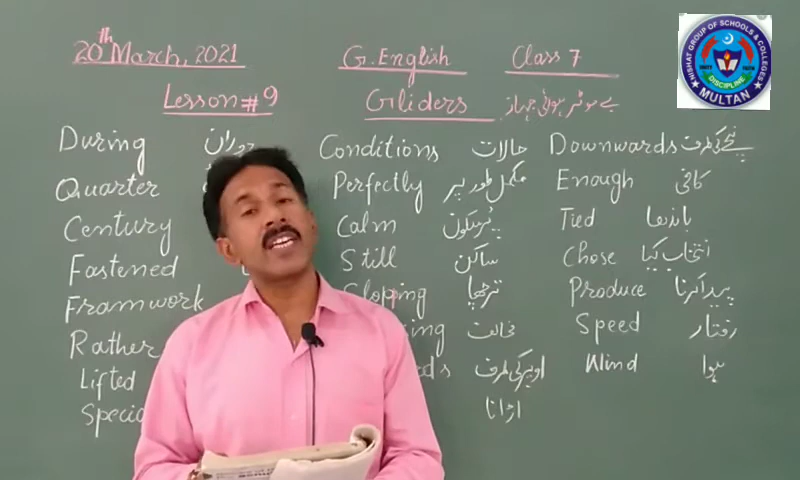 20th March, 2021 G. English Class 7
Lesson # 9 Gliders بے موٹر ہوائی جہاز
During دوران
Quarter
Century
Fastened
Framwork
Rather
Lifted
Conditions حالات
Perfectly مکمل طور پر
Calm پرسکون
Still ساکن
Slopping ترچھا
مخالف
اوپر کی طرف
اڑانا
Downwards نیچے کی طرف
Enough کافی
Tied باندھا
Chose انتخاب کیا
Produce پیدا کرنا
Speed رفتار
Wind ہوا
NISHAT GROUP OF SCHOOLS & COLLEGES
DISCIPLINE
MULTAN